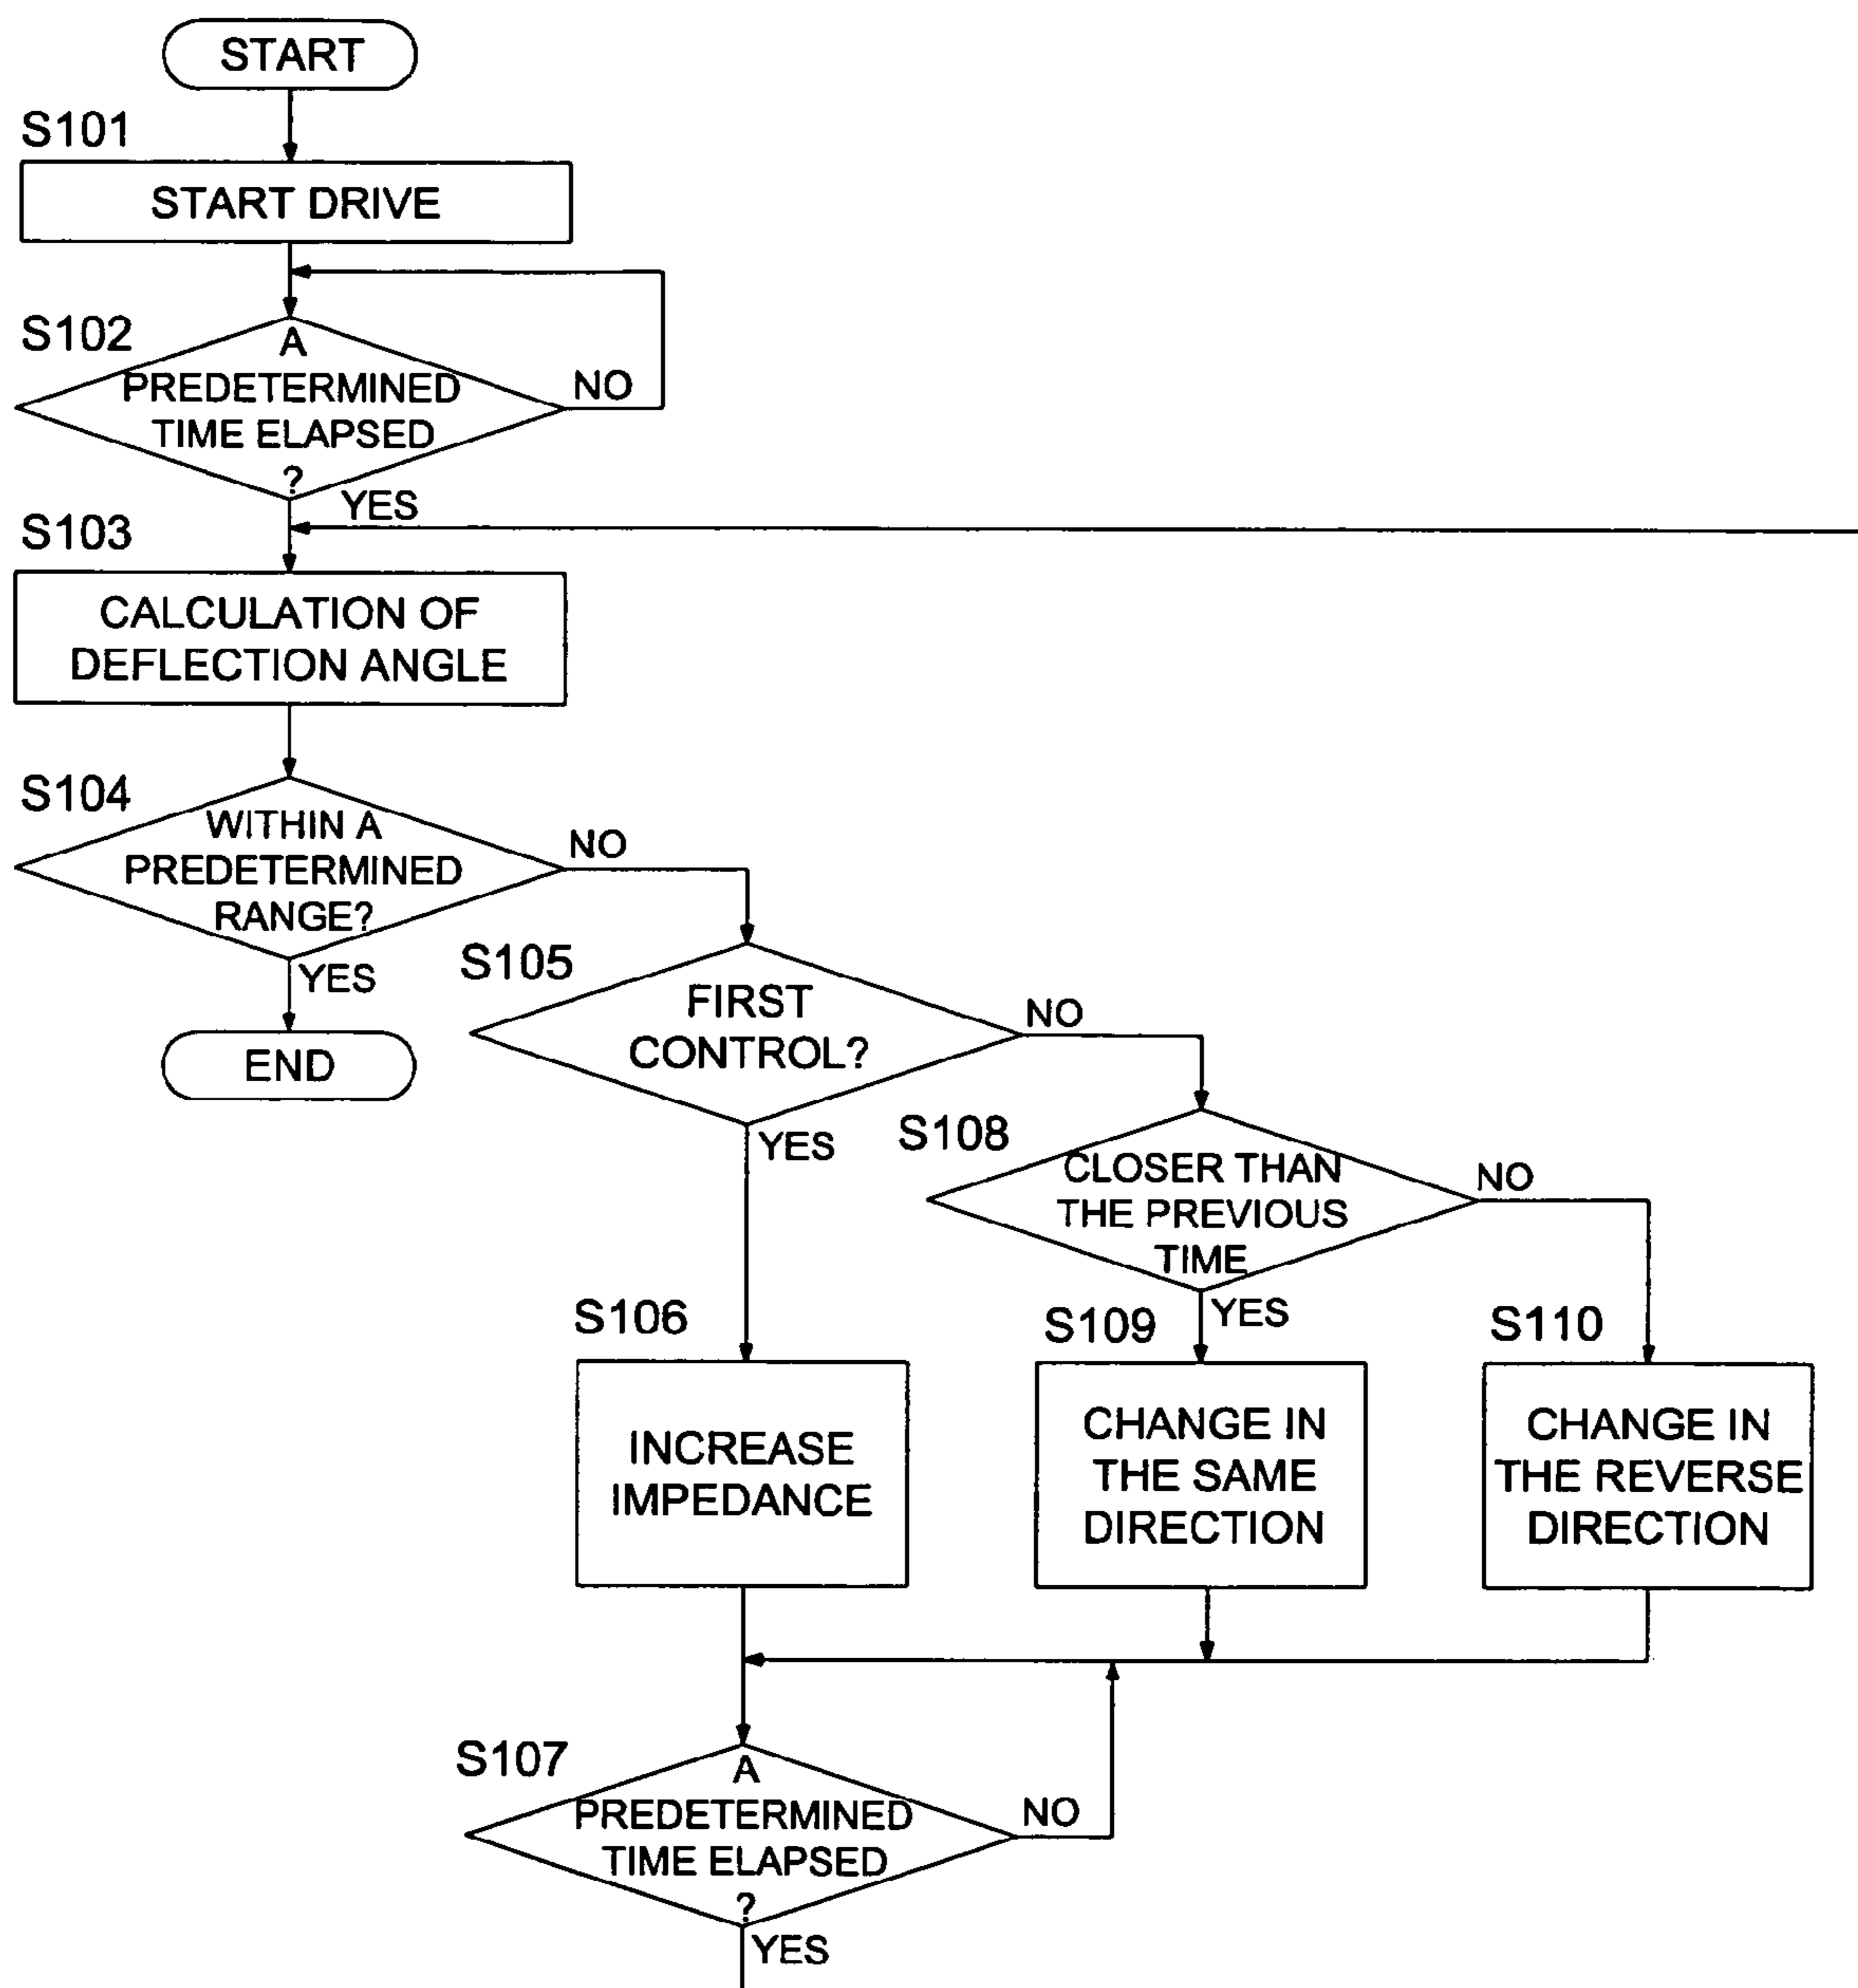 START
S101
START DRIVE
S102
A
PREDETERMINED
TIME ELAPSED
?
NO
YES
S103
CALCULATION OF
DEFLECTION ANGLE
S104
WITHIN A
PREDETERMINED
RANGE?
NO
YES
END
S105
FIRST
CONTROL?
NO
YES
S108
CLOSER THAN
THE PREVIOUS
TIME
NO
YES
S106
INCREASE
IMPEDANCE
S109
CHANGE IN
THE SAME
DIRECTION
S110
CHANGE IN
THE REVERSE
DIRECTION
S107
A
PREDETERMINED
TIME ELAPSED
?
NO
YES